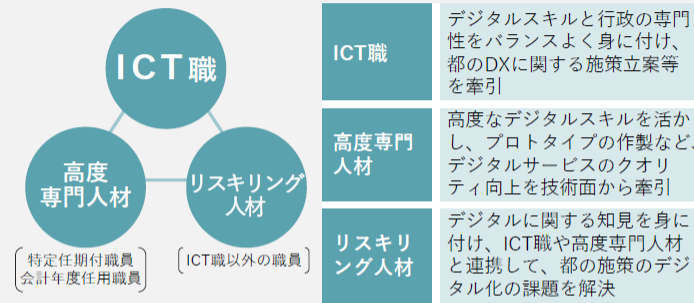 ICT職
高度
専門人材
リスキリング
人材
特定任期付職員
会計年度任用職員
ICT職以外の職員
ICT職
デジタルスキルと行政の専門
性をバランスよく身に付け、
都のDXに関する施策立案等
を牽引
高度専門
人材
高度なデジタルスキルを活か
し、プロトタイプの作製など、
デジタルサービスのクオリ
ティ向上を技術面から牽引
リスキリ
ング人材
デジタルに関する知見を身に
付け、ICT職や高度専門人材
と連携して、都の施策のデジ
タル化の課題を解決